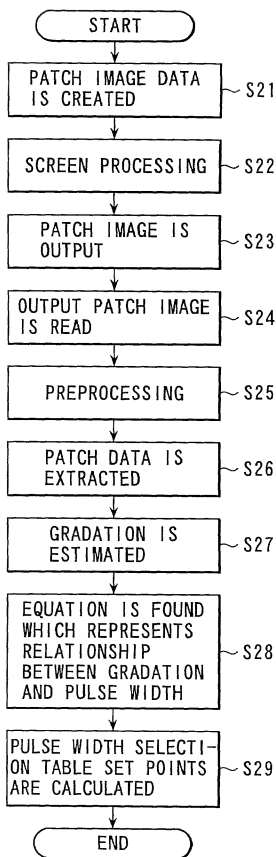 START
PATCH IMAGE DATA
IS CREATED
S21
SCREEN PROCESSING
S22
PATCH IMAGE IS
OUTPUT
S23
OUTPUT PATCH IMAGE
IS READ
S24
PREPROCESSING
S25
PATCH DATA IS
EXTRACTED
S26
GRADATION IS
ESTIMATED
S27
EQUATION IS FOUND
WHICH REPRESENTS
RELATIONSHIP
BETWEEN GRADATION
AND PULSE WIDTH
S28
PULSE WIDTH SELECTI-
ON TABLE SET POINTS
ARE CALCULATED
S29
END